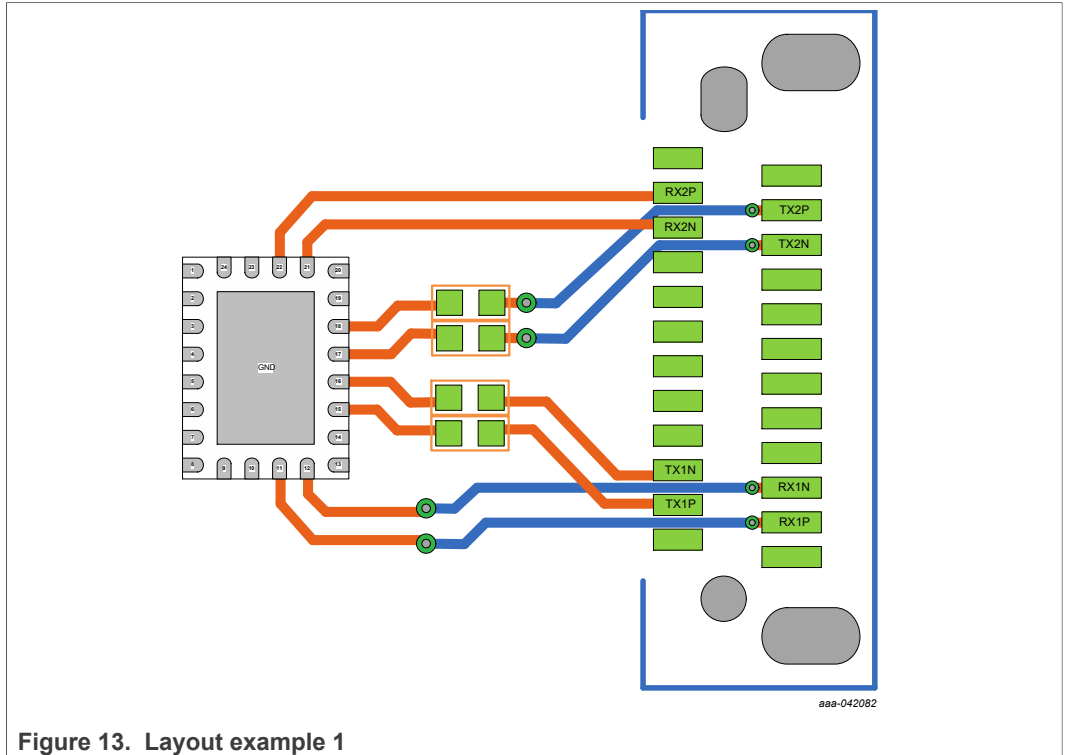 RX2P
TX2P
RX2N
TX2N
24 23 22 21
1 20
2 19
3 18
4 17
GND
5 16
6 15
7 14
8 13
9 10 11 12
TX1N
RX1N
TX1P
RX1P
aaa-042082
Figure 13. Layout example 1